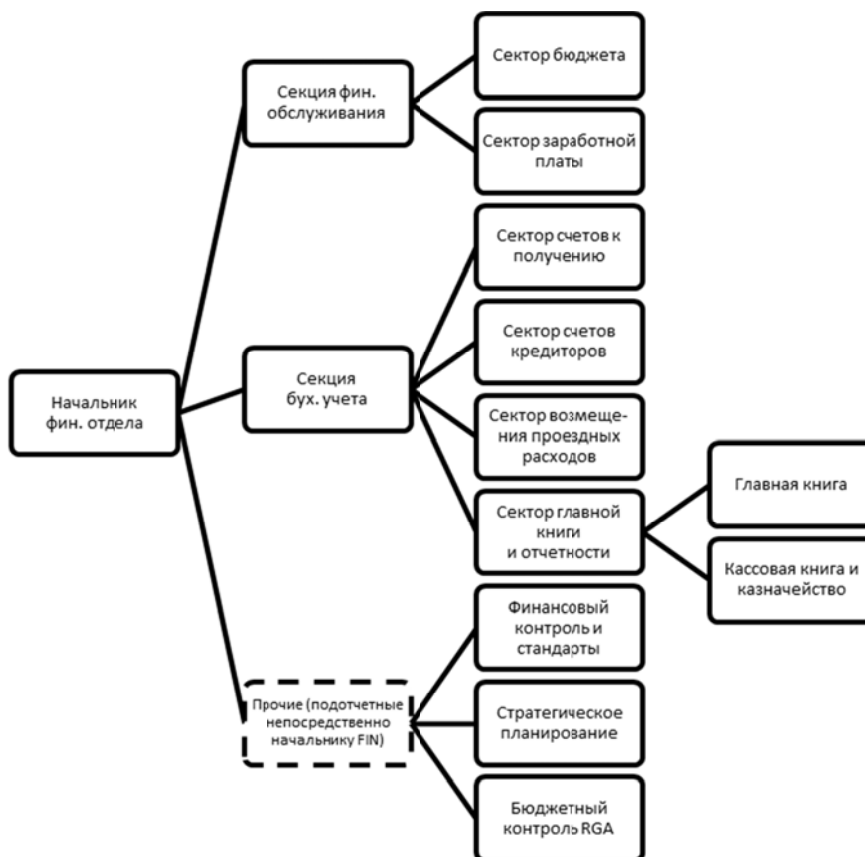 Начальник
фин. отдела
Секция фин.
обслуживания
Сектор бюджета
Сектор заработной
платы
Секция
бух. учета
Сектор счетов к
получению
Сектор счетов
кредиторов
Сектор возмеще-
ния проездных
расходов
Сектор главной
книги
и отчетности
Главная книга
Кассовая книга и
казначейство
Прочие (подотчетные
непосредственно
начальнику FIN)
Финансовый
контроль и
стандарты
Стратегическое
планирование
Бюджетный
контроль RGA